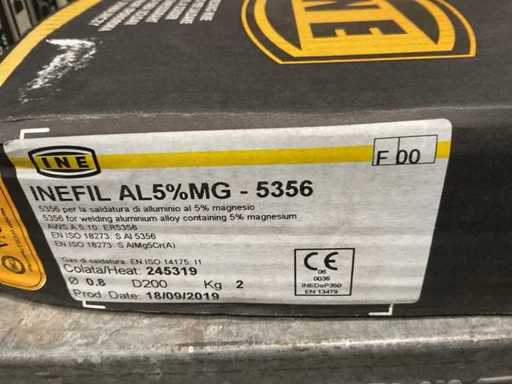 INE
INE
F 00
INEFIL AL5%MG - 5356
5356 per la saldatura di alluminio al 5% magnesio
5356 for welding aluminium alloy containing 5% magnesium
AWS A 5.10: ER5356
EN ISO 18273: S Al 5356
EN ISO 18273: S AlMg5Cr(A)
Gas di saldatura: EN ISO 14175: I1
Colata/Heat: 245319
Ø 0.8 D200 Kg 2
Prod. Date: 18/09/2019
CE
06
0036
INEDoP350
EN 13479